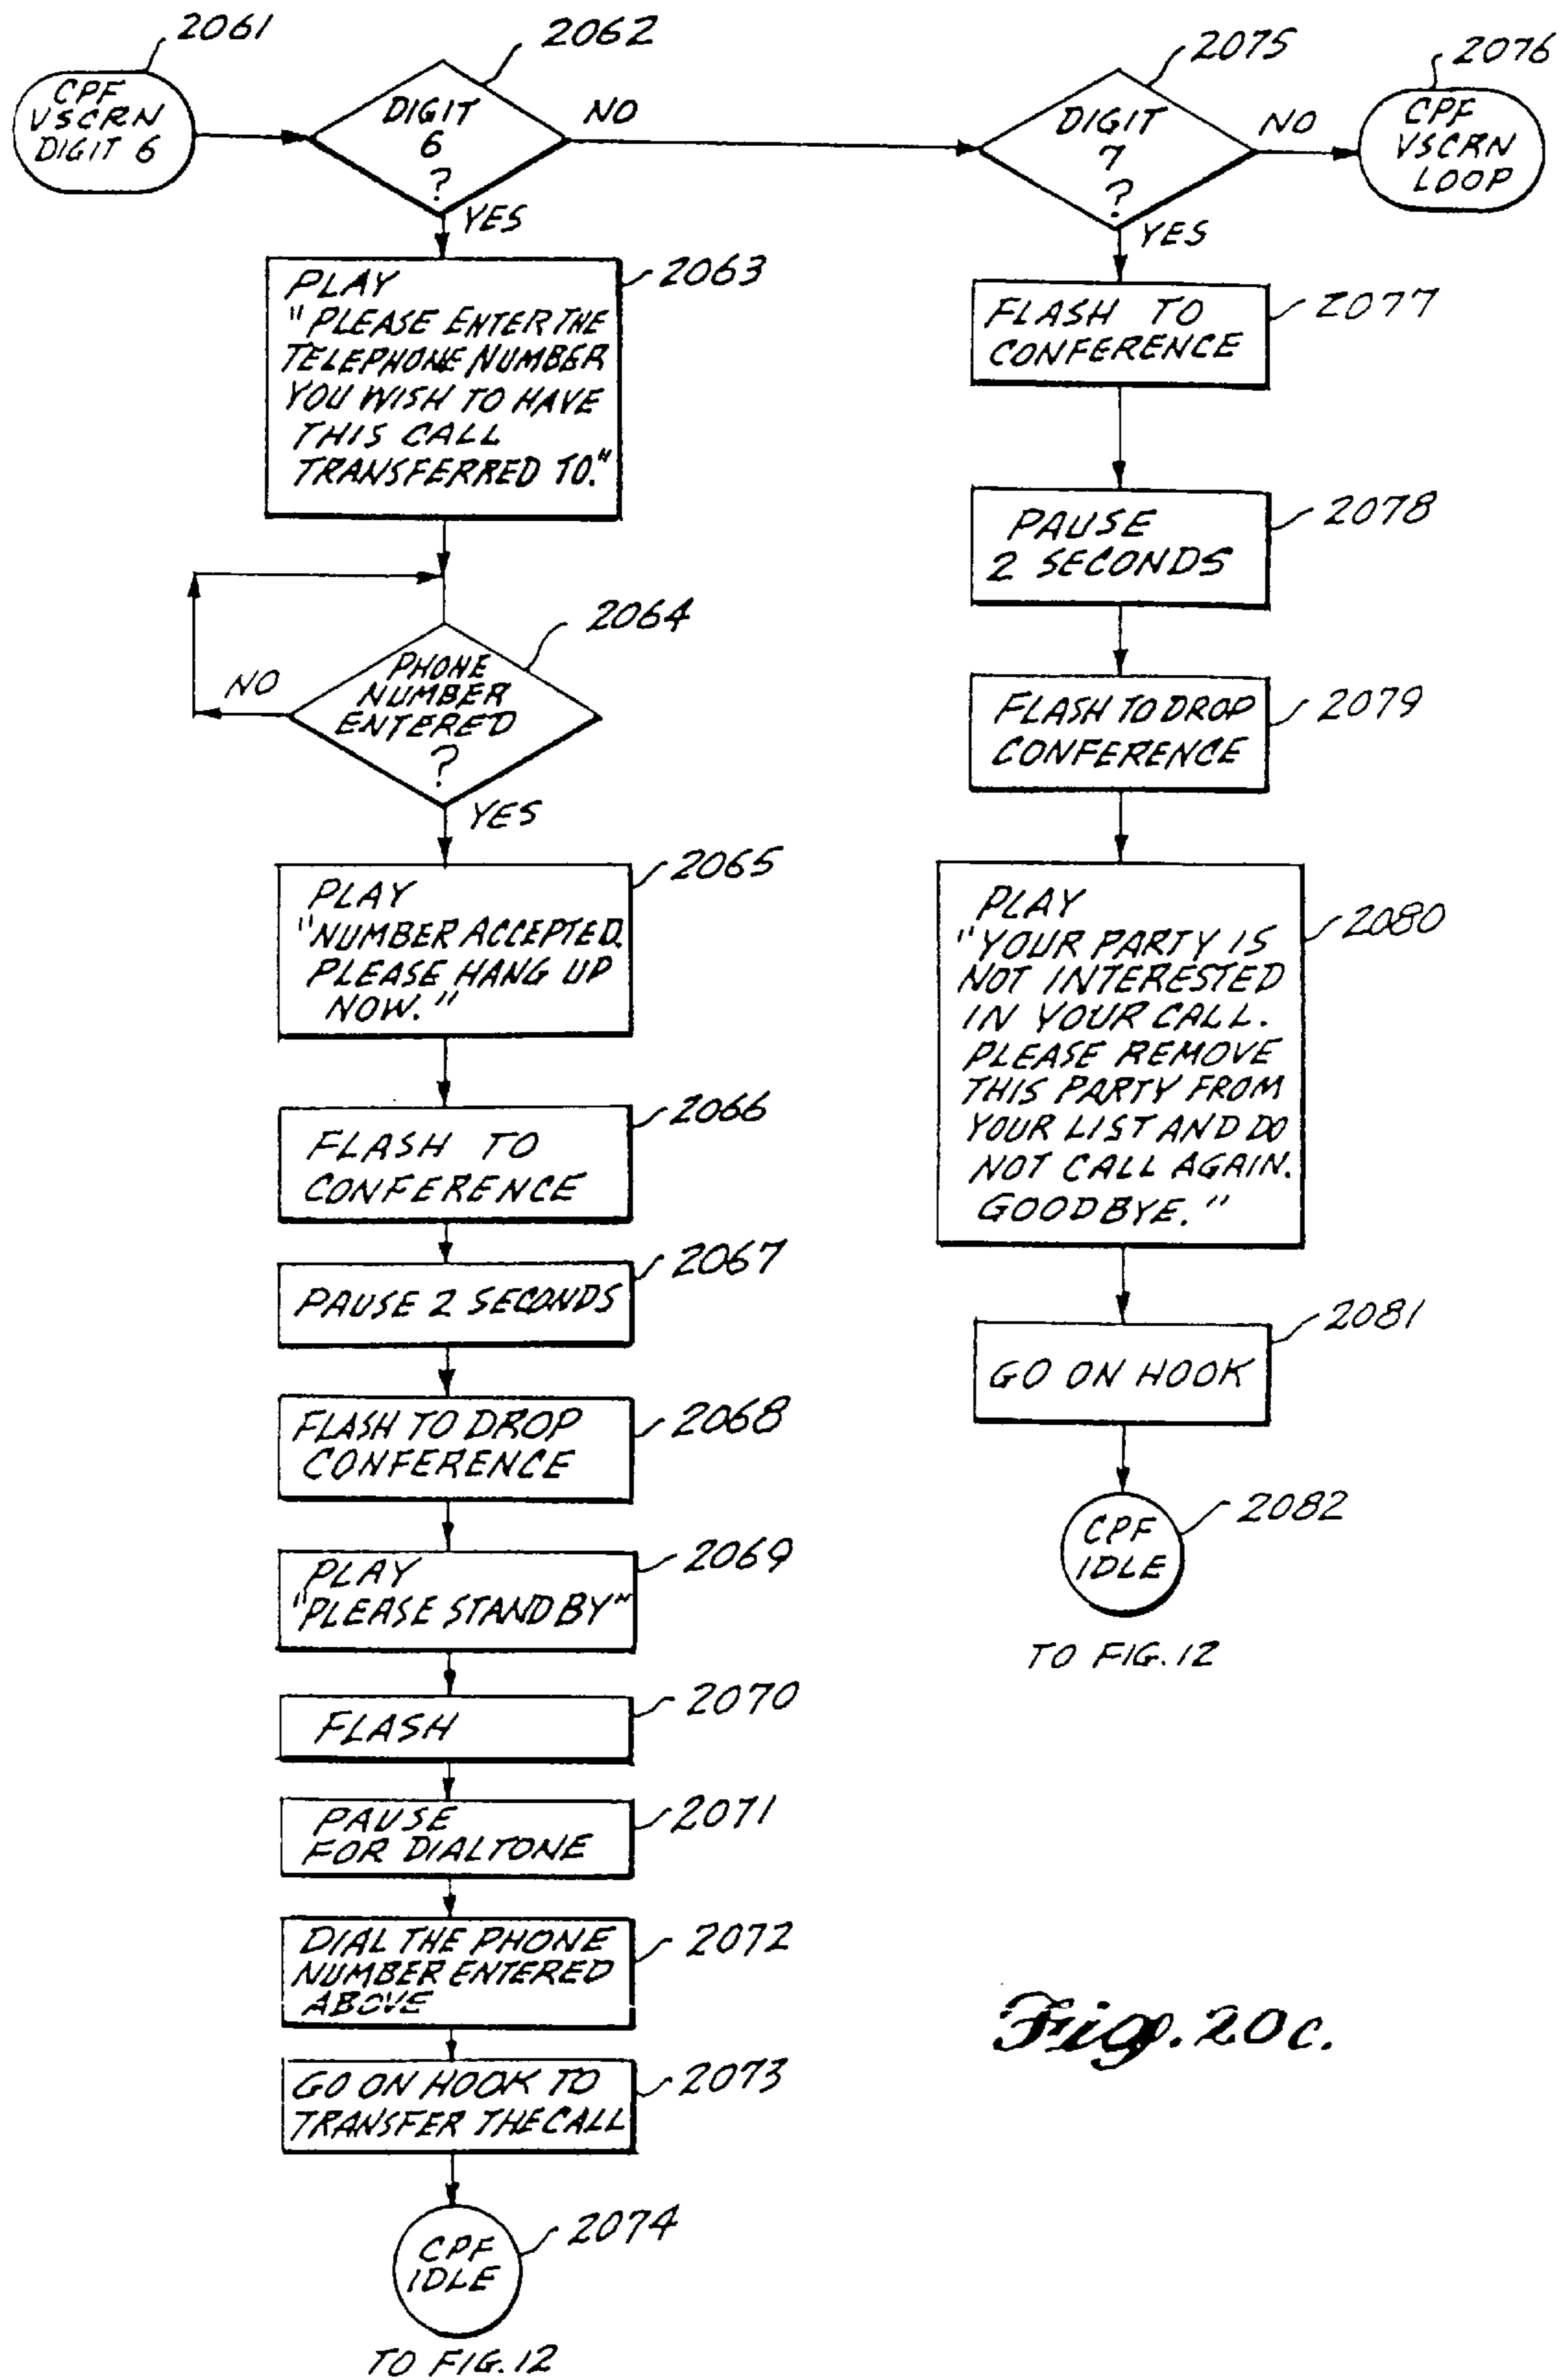 2061
CPF
VSCRN
DIGIT 6
2062
DIGIT
6
?
NO
YES
2075
DIGIT
7
?
NO
YES
2076
CPF
VSCRN
LOOP
2063
PLAY
"PLEASE ENTER THE
TELEPHONE NUMBER
YOU WISH TO HAVE
THIS CALL
TRANSFERRED TO."
2064
PHONE
NUMBER
ENTERED
?
NO
YES
2065
PLAY
"NUMBER ACCEPTED.
PLEASE HANG UP
NOW."
2066
FLASH TO
CONFERENCE
2067
PAUSE 2 SECONDS
2068
FLASH TO DROP
CONFERENCE
2069
PLAY
"PLEASE STAND BY"
2070
FLASH
2071
PAUSE
FOR DIALTONE
2072
DIAL THE PHONE
NUMBER ENTERED
ABOVE
2073
GO ON HOOK TO
TRANSFER THE CALL
2074
CPF
IDLE
TO FIG. 12
2077
FLASH TO
CONFERENCE
2078
PAUSE
2 SECONDS
2079
FLASH TO DROP
CONFERENCE
2080
PLAY
"YOUR PARTY IS
NOT INTERESTED
IN YOUR CALL.
PLEASE REMOVE
THIS PARTY FROM
YOUR LIST AND DO
NOT CALL AGAIN.
GOODBYE."
2081
GO ON HOOK
2082
CPF
IDLE
TO FIG. 12
Fig. 20c.